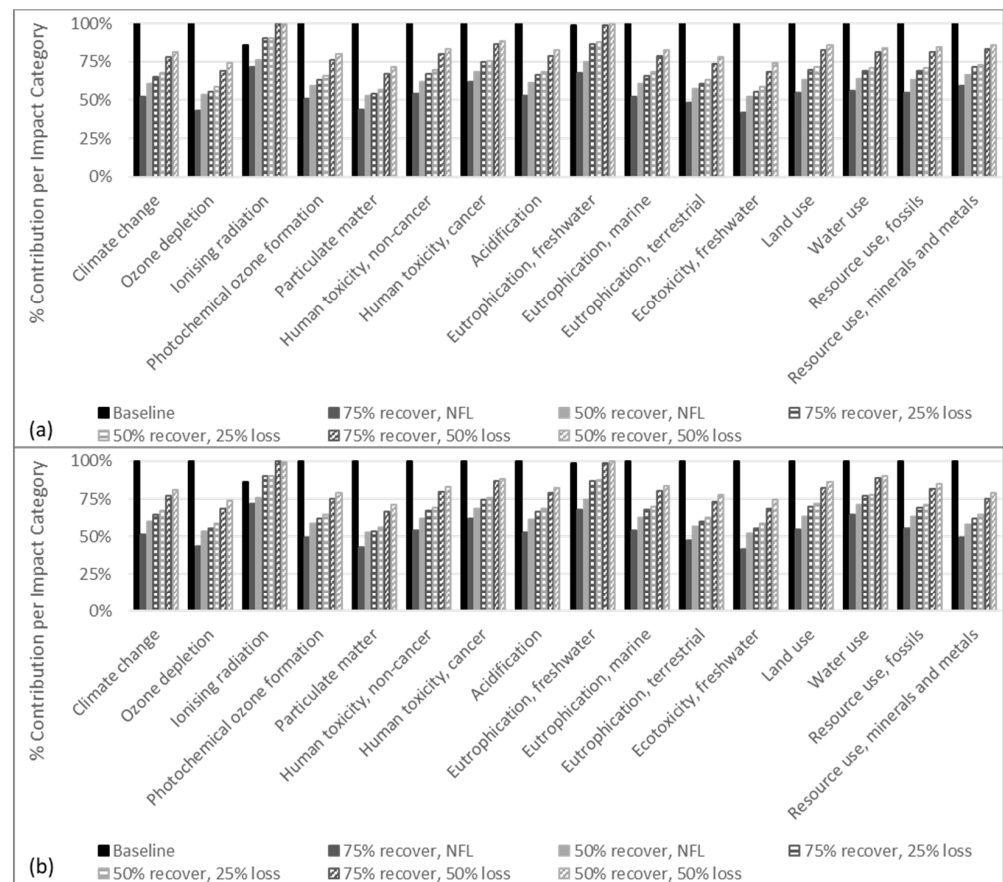 % Contribution per Impact Category
100%
75%
50%
25%
0%
Climate change
Ozone depletion
Ionising radiation
Photochemical ozone formation
Particulate matter
Human toxicity, non-cancer
Human toxicity, cancer
Acidification
Eutrophication, freshwater
Eutrophication, marine
Eutrophication, terrestrial
Ecotoxicity, freshwater
Land use
Water use
Resource use, fossils
Resource use, minerals and metals
Baseline 75% recover, NFL 50% recover, NFL 75% recover, 25% loss
50% recover, 25% loss 75% recover, 50% loss 50% recover, 50% loss
(a)
% Contribution per Impact Category
100%
75%
50%
25%
0%
Climate change
Ozone depletion
Ionising radiation
Photochemical ozone formation
Particulate matter
Human toxicity, non-cancer
Human toxicity, cancer
Acidification
Eutrophication, freshwater
Eutrophication, marine
Eutrophication, terrestrial
Ecotoxicity, freshwater
Land use
Water use
Resource use, fossils
Resource use, minerals and metals
Baseline 75% recover, NFL 50% recover, NFL 75% recover, 25% loss
50% recover, 25% loss 75% recover, 50% loss 50% recover, 50% loss
(b)